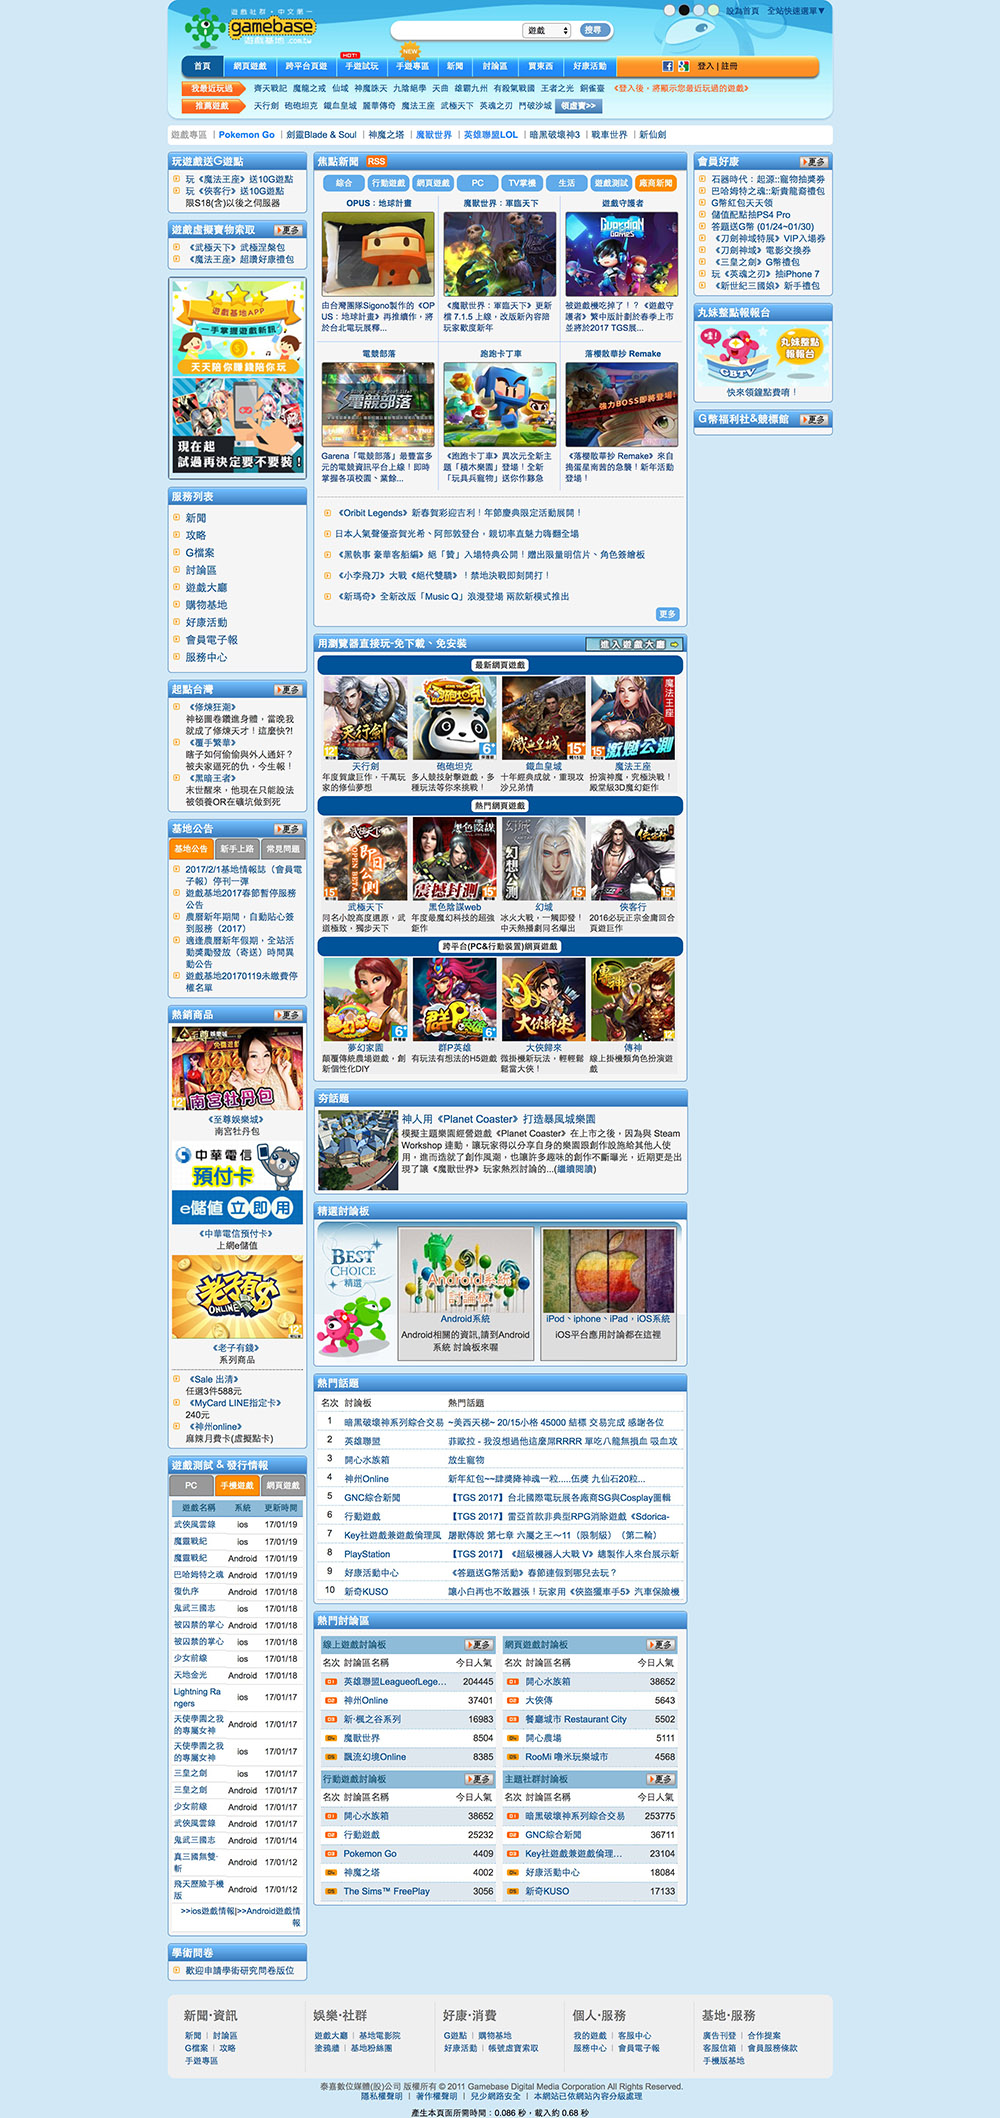 遊戲社群·中文第一
gamebase
遊戲基地 .com.tw
遊戲
搜尋
設為首頁 全站快速選單▼
首頁 網頁遊戲 跨平台頁遊 手遊試玩 手遊專區 新聞 討論區 買東西 好康活動 登入 | 註冊
HOT!
NEW
我最近玩過 齊天戰記 魔龍之戒 仙域 神魔誅天 九陰絕學 天曲 雄霸九州 有殺氣戰國 王者之光 銅雀臺 《登入後，將顯示您最近玩過的遊戲》
推薦遊戲 天行劍 砲砲坦克 鐵血皇域 麗華傳奇 魔法王座 武極天下 英魂之刃 鬥破沙城 領虛寶>>
遊戲專區 | Pokemon Go | 劍靈Blade & Soul | 神魔之塔 | 魔獸世界 | 英雄聯盟LOL | 暗黑破壞神3 | 戰車世界 | 新仙劍
玩遊戲送G遊點
玩《魔法王座》送10G遊點
玩《俠客行》送10G遊點
限S18(含)以後之伺服器
遊戲虛擬寶物索取 更多
《武極天下》武極涅槃包
《魔法王座》超讚好康禮包
遊戲基地APP
一手掌握遊戲新訊
天天陪你賺錢陪你玩
現在起
試過再決定要不要裝！
服務列表
新聞
攻略
G檔案
討論區
遊戲大廳
購物基地
好康活動
會員電子報
服務中心
起點台灣 更多
《修煉狂潮》
神祕圖卷鑽進身體，當晚我
就成了修煉天才！這麼快?!
《覆手繁華》
瞎子如何偷偷與外人通奸？
被夫家逼死的仇，今生報！
《黑暗王者》
末世醒來，他現在只能設法
被領養OR在礦坑做到死
基地公告 更多
基地公告 新手上路 常見問題
2017/2/1基地情報誌（會員電
子報）停刊一彈
遊戲基地2017春節暫停服務
公告
農曆新年期間，自動貼心簽
到服務（2017）
適逢農曆新年假期，全站活
動獎勵發放（寄送）時間異
動公告
遊戲基地20170119未繳費停
權名單
熱銷商品 更多
南宮牡丹包
《至尊娛樂城》
南宮牡丹包
中華電信
預付卡
e儲值 立即用
《中華電信預付卡》
上網e儲值
老子有錢
ONLINE
《老子有錢》
系列商品
《Sale 出清》
任選3件588元
《MyCard LINE指定卡》
240元
《神州online》
麻辣月費卡(虛擬點卡)
遊戲測試 & 發行情報
PC 手機遊戲 網頁遊戲
遊戲名稱 系統 更新時間
武俠風雲錄 ios 17/01/19
魔靈戰紀 ios 17/01/19
魔靈戰紀 Android 17/01/19
巴哈姆特之魂 Android 17/01/19
復仇序 Android 17/01/18
鬼武三國志 ios 17/01/18
被囚禁的掌心 Android 17/01/18
被囚禁的掌心 ios 17/01/18
少女前線 ios 17/01/18
天地金光 Android 17/01/18
Lightning Ra
ngers ios 17/01/17
天使學園之我
的專屬女神 Android 17/01/17
天使學園之我
的專屬女神 ios 17/01/17
三皇之劍 ios 17/01/17
三皇之劍 Android 17/01/17
少女前線 Android 17/01/17
武俠風雲錄 Android 17/01/17
鬼武三國志 Android 17/01/14
真三國無雙·
斬 Android 17/01/12
飛天歷險手機
版 Android 17/01/12
>>ios遊戲情報|>>Android遊戲情
報
學術問卷
歡迎申請學術研究問卷版位
焦點新聞 RSS
綜合 行動遊戲 網頁遊戲 PC TV掌機 生活 遊戲測試 廠商新聞
OPUS：地球計畫 魔獸世界：軍臨天下 遊戲守護者
GUARDIAN
GAMES
由台灣團隊Sigono製作的《OP
US：地球計畫》再推續作，將
於台北電玩展釋...
《魔獸世界：軍臨天下》更新
檔 7.1.5 上線，改版新內容陪
玩家歡度新年
被遊戲機吃掉了！？《遊戲守
護者》繁中版計劃於春季上市
並將於2017 TGS展...
電競部落 跑跑卡丁車 落櫻散華抄 Remake
電競部落
強力BOSS即將登場！
Garena「電競部落」最豐富多
元的電競資訊平台上線！即時
掌握各項校園、業餘...
《跑跑卡丁車》異次元全新主
題「積木樂園」登場！全新
「玩具兵寵物」送你作夥急
《落櫻散華抄 Remake》來自
搗蛋星南茜的急襲！新年活動
登場！
《Oribit Legends》新春賀彩迎吉利！年節慶典限定活動展開！
日本人氣聲優斎賀光希、阿部敦登台，親切率直魅力嗨翻全場
《黑執事 豪華客船編》絕「贊」入場特典公開！贈出限量明信片、角色簽繪板
《小李飛刀》大戰《絕代雙驕》！禁地決戰即刻開打！
《新瑪奇》全新改版「Music Q」浪漫登場 兩款新模式推出
更多
用瀏覽器直接玩-免下載、免安裝 進入遊戲大廳
最新網頁遊戲
天行劍 砲砲坦克 鐵血皇域 魔法王座
年度賀歲巨作，千萬玩
家的修仙夢想
多人競技射擊遊戲，多
種玩法等你來挑戰！
十年經典成就，重現攻
沙兄弟情
扮演神魔，究極決戰！
殿堂級3D魔幻鉅作
熱門網頁遊戲
武極天下 黑色陰謀web 幻城 俠客行
同名小說高度還原，武
道極致，獨步天下
年度最魔幻科技的超強
鉅作
冰火大戰，一觸即發！
中天熱播劇同名爆出
2016必玩正宗金庸回合
頁遊巨作
跨平台(PC&行動裝置)網頁遊戲
夢幻家園 群P英雄 大俠歸來 傳神
顛覆傳統農場遊戲，創
新個性化DIY
有玩法有想法的H5遊戲
微掛機新玩法，輕輕鬆
鬆當大俠！
線上掛機類角色扮演遊
戲
夯話題
神人用《Planet Coaster》打造暴風城樂園
模擬主題樂園經營遊戲《Planet Coaster》在上市之後，因為與 Steam
Workshop 連動，讓玩家得以分享自身的樂園跟創作設施給其他人使
用，進而造就了創作風潮，也讓許多趣味的創作不斷曝光，近期更是出
現了讓《魔獸世界》玩家熱烈討論的...(繼續閱讀)
精選討論板
BEST
CHOICE
精選
Android系統
討論板
Android系統
Android相關的資訊,請到Android
系統 討論板來喔
iPod、iphone、iPad，iOS系統
iOS平台應用討論都在這裡
熱門話題
名次 討論板 熱門話題
1 暗黑破壞神系列綜合交易 ~美西天梯~ 20/15小格 45000 結標 交易完成 感謝各位
2 英雄聯盟 菲歐拉 - 我沒想過他這麼屌RRRR 單吃八龍無損血 吸血攻
3 開心水族箱 放生寵物
4 神州Online 新年紅包~~肆獎降神魂一粒.....伍獎 九仙石20粒...
5 GNC綜合新聞 【TGS 2017】台北國際電玩展各廠商SG與Cosplay圖輯
6 行動遊戲 【TGS 2017】雷亞首款非典型RPG消除遊戲《Sdorica-
7 Key社遊戲兼遊戲倫理風 屠獸傳說 第七章 六屬之王～11（限制級）（第二輪）
8 PlayStation 【TGS 2017】《超級機器人大戰 V》總製作人來台展示新
9 好康活動中心 《答題送G幣活動》春節連假到哪兒去玩？
10 新奇KUSO 讓小白再也不敢囂張！玩家用《俠盜獵車手5》汽車保險機
熱門討論區
線上遊戲討論板 更多
名次 討論區名稱 今日人氣
01 英雄聯盟LeagueofLege... 204445
02 神州Online 37401
03 新·楓之谷系列 16983
04 魔獸世界 8504
05 飄流幻境Online 8385
網頁遊戲討論板 更多
名次 討論區名稱 今日人氣
01 開心水族箱 38652
02 大俠傳 5643
03 餐廳城市 Restaurant City 5502
04 開心農場 5111
05 RooMi 嚕米玩樂城市 4568
行動遊戲討論板 更多
名次 討論區名稱 今日人氣
01 開心水族箱 38652
02 行動遊戲 25232
03 Pokemon Go 4409
04 神魔之塔 4002
05 The Sims™ FreePlay 3056
主題社群討論板 更多
名次 討論區名稱 今日人氣
01 暗黑破壞神系列綜合交易 253775
02 GNC綜合新聞 36711
03 Key社遊戲兼遊戲倫理... 23104
04 好康活動中心 18084
05 新奇KUSO 17133
會員好康 更多
石器時代：起源::寵物抽獎券
巴哈姆特之魂::新貴龍裔禮包
G幣紅包天天領
儲值配點抽PS4 Pro
答題送G幣 (01/24~01/30)
《刀劍神域特展》VIP入場券
《刀劍神域》電影交換券
《三皇之劍》G幣禮包
玩《英魂之刃》抽iPhone 7
《新世紀三國娘》新手禮包
丸妹整點報報台
哇！
丸妹整點
報報台
GBTV
快來領鐘點費唷！
G幣福利社&競標館 更多
新聞·資訊 娛樂·社群 好康·消費 個人·服務 基地·服務
新聞 | 討論區
G檔案 | 攻略
手遊專區
遊戲大廳 | 基地電影院
塗鴉牆 | 基地粉絲團
G遊點 | 購物基地
好康活動 | 帳號虛寶索取
我的遊戲 | 客服中心
服務中心 | 會員電子報
廣告刊登 | 合作提案
客服信箱 | 會員服務條款
手機版基地
泰嘉數位媒體(股)公司 版權所有 © 2011 Gamebase Digital Media Corporation All Rights Reserved.
隱私權聲明 | 著作權聲明 | 兒少網路安全 | 本網站已依網站內容分級處理
產生本頁面所需時間：0.086 秒，載入約 0.68 秒